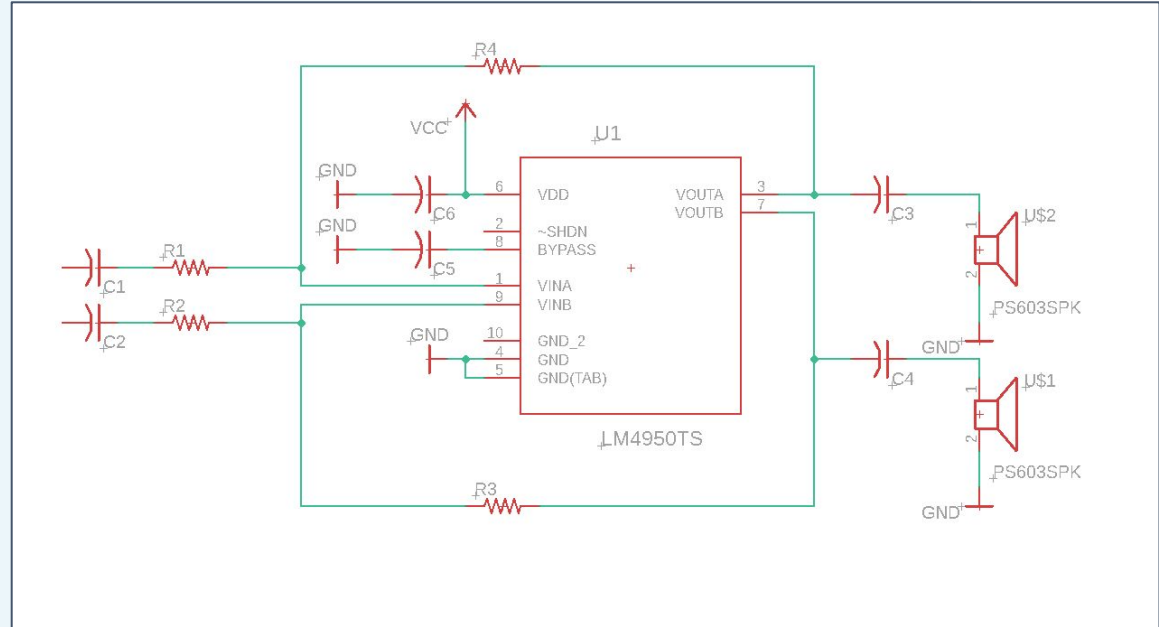 R4
VCC
U1
GND
6
VDD
VOUTA
3
C6
VOUTB
7
C3
U$2
1
GND
2
~SHDN
8
BYPASS
C5
R1
C1
1
VINA
9
VINB
2
PS603SPK
R2
C2
GND
10
GND_2
4
GND
5
GND(TAB)
GND
C4
U$1
1
LM4950TS
2
PS603SPK
R3
GND